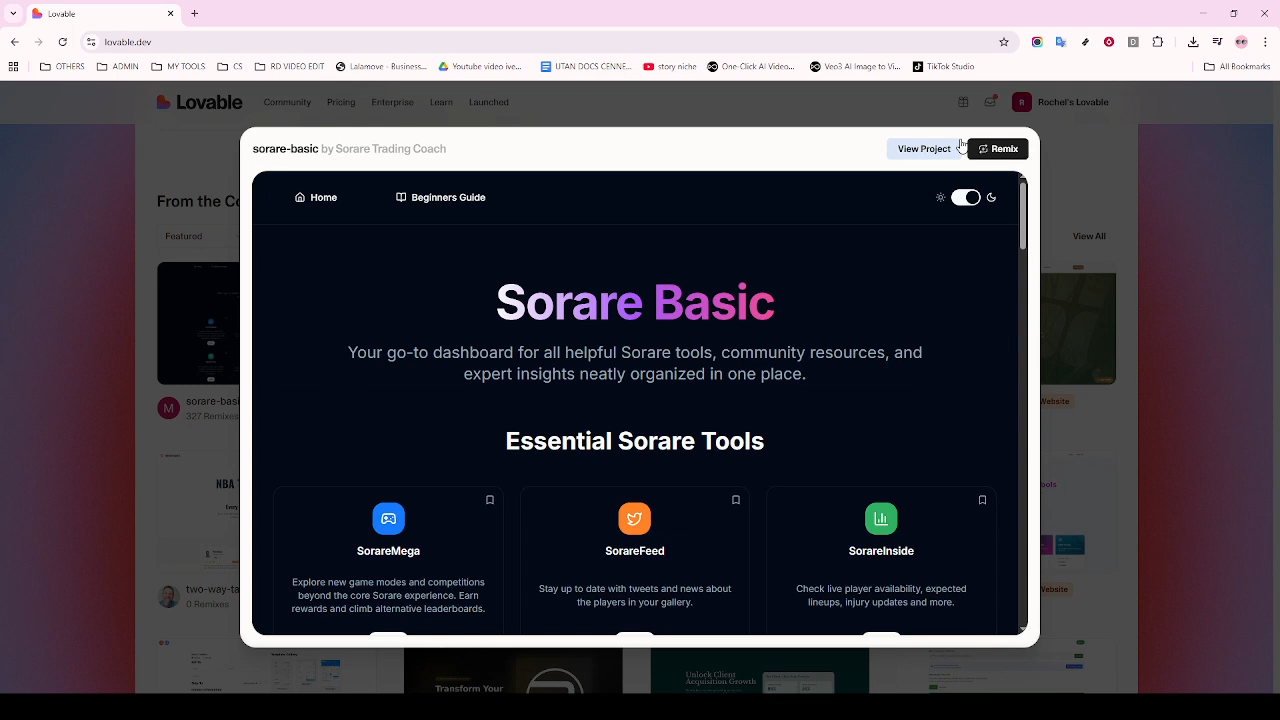 Lovable
lovable.dev
OTHERS
ADMIN
MY TOOLS
CS
RD VIDEO EDIT
Lalamove - Business...
Youtube video ive...
UTAN DOCS CENNE...
story niche
One-Click AI Video...
Veo3 AI Image to Vi...
TikTok Studio
All Bookmarks
Lovable
Community
Pricing
Enterprise
Learn
Launched
R
Rochel's Lovable
sorare-basic by Sorare Trading Coach
View Project
Remix
From the Co
Featured
View All
Home
Beginners Guide
Sorare Basic
Your go-to dashboard for all helpful Sorare tools, community resources, and
expert insights neatly organized in one place.
Essential Sorare Tools
SorareMega
Explore new game modes and competitions
beyond the core Sorare experience. Earn
rewards and climb alternative leaderboards.
SorareFeed
Stay up to date with tweets and news about
the players in your gallery.
SorareInside
Check live player availability, expected
lineups, injury updates and more.
M
sorare-basi
327 Remixes
Website
NBA
two-way-ta
0 Remixes
Website
Transform Your
Unlock Client
Acquisition Growth